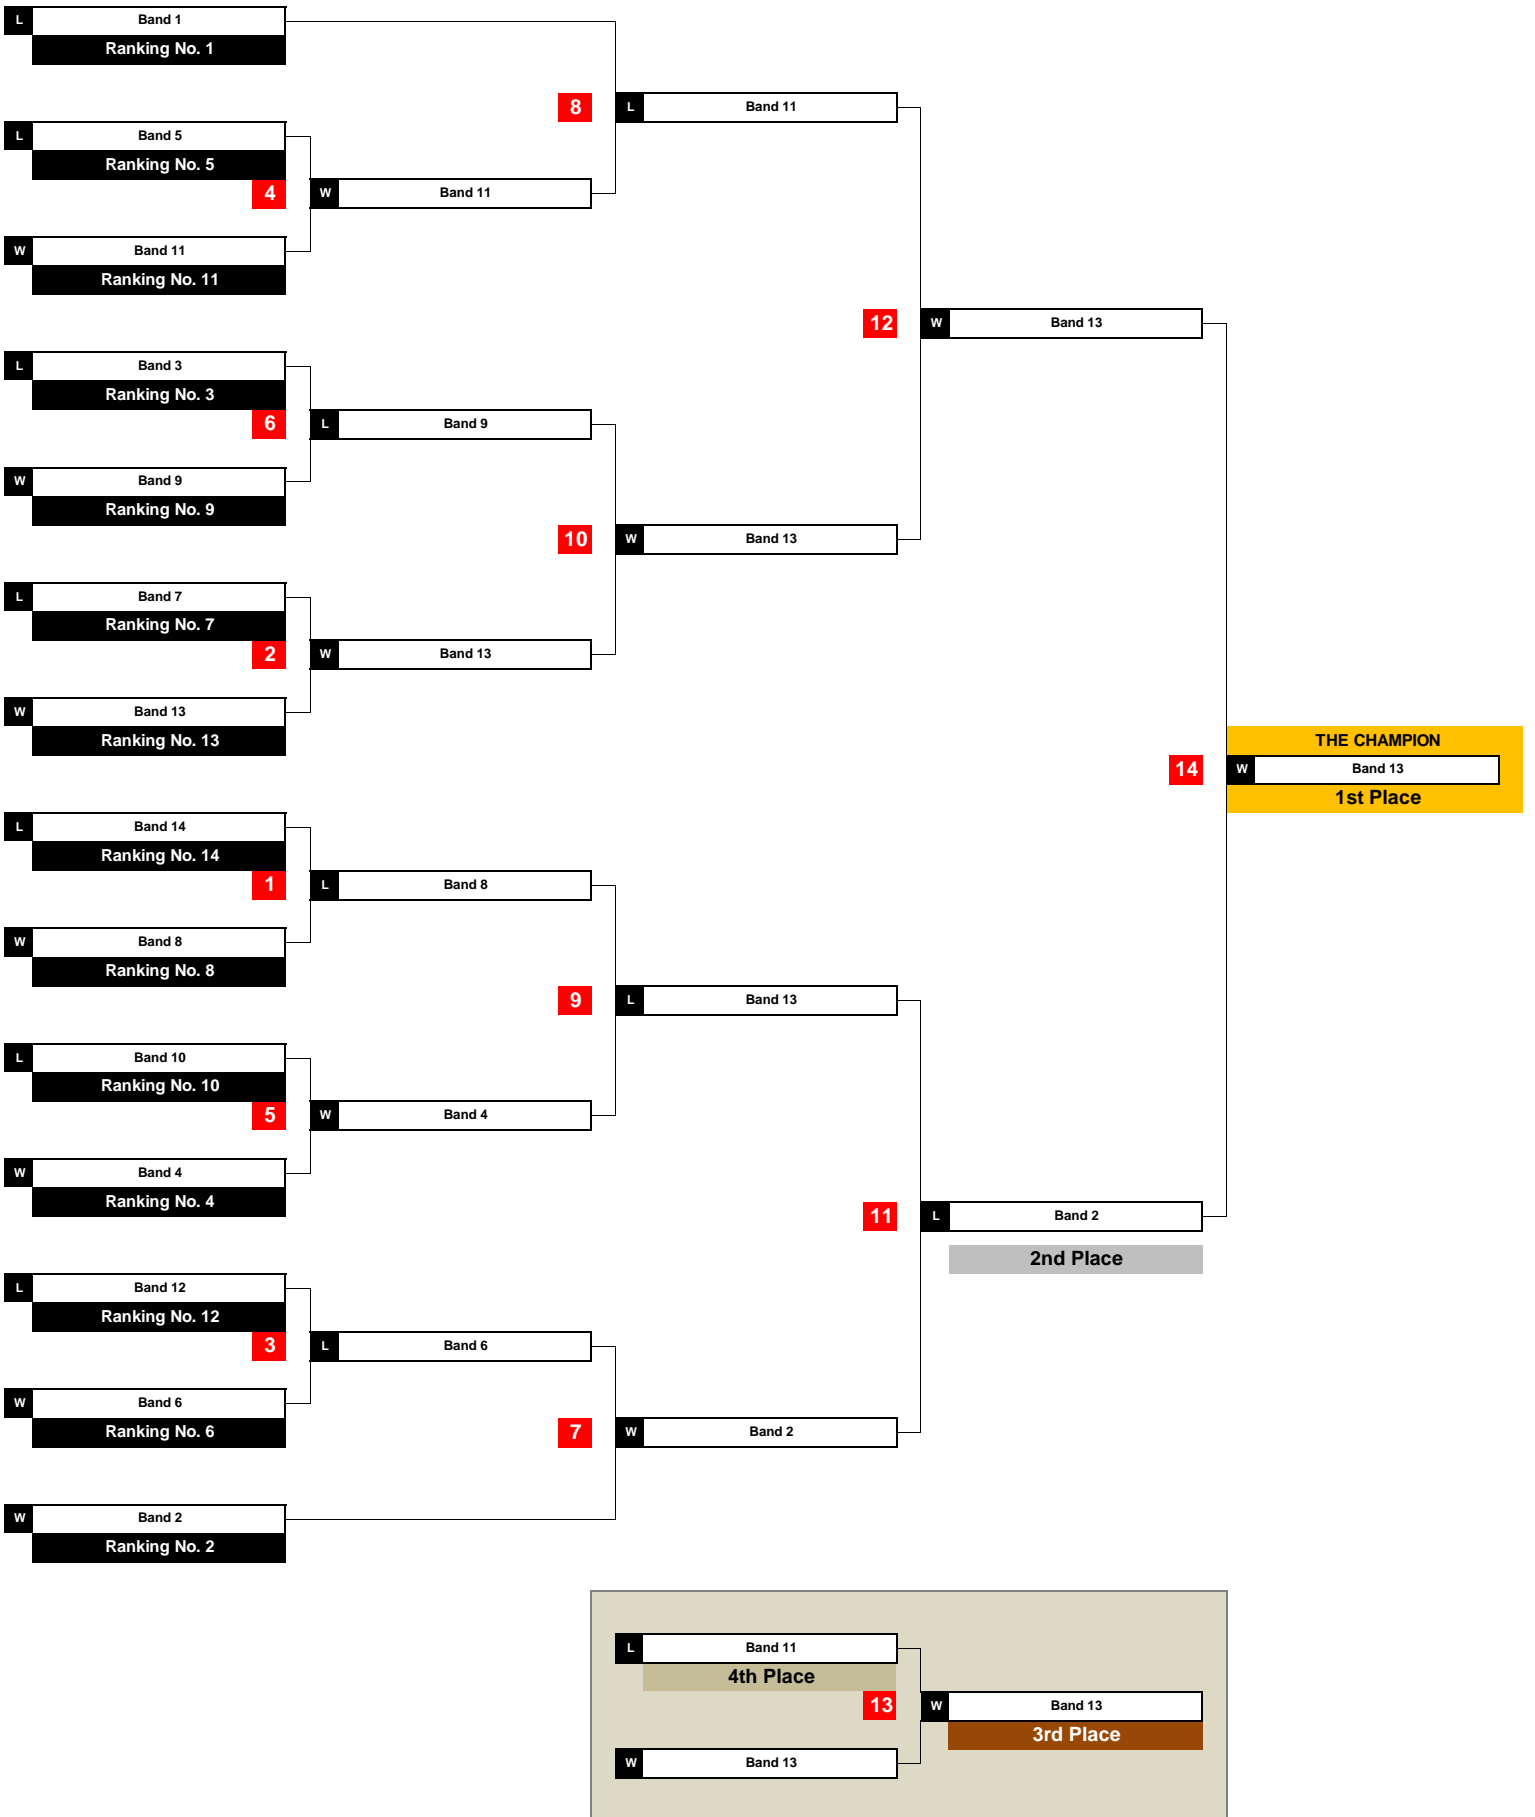 L Band 1
Ranking No. 1
8 L Band 11
L Band 5
Ranking No. 5
4 W Band 11
W Band 11
Ranking No. 11
12 W Band 13
L Band 3
Ranking No. 3
6 L Band 9
W Band 9
Ranking No. 9
10 W Band 13
L Band 7
Ranking No. 7
2 W Band 13
W Band 13
Ranking No. 13
THE CHAMPION
14 W Band 13
1st Place
L Band 14
Ranking No. 14
1 L Band 8
W Band 8
Ranking No. 8
9 L Band 13
L Band 10
Ranking No. 10
5 W Band 4
W Band 4
Ranking No. 4
11 L Band 2
2nd Place
L Band 12
Ranking No. 12
3 L Band 6
W Band 6
Ranking No. 6
7 W Band 2
W Band 2
Ranking No. 2
L Band 11
4th Place
13 W Band 13
3rd Place
W Band 13